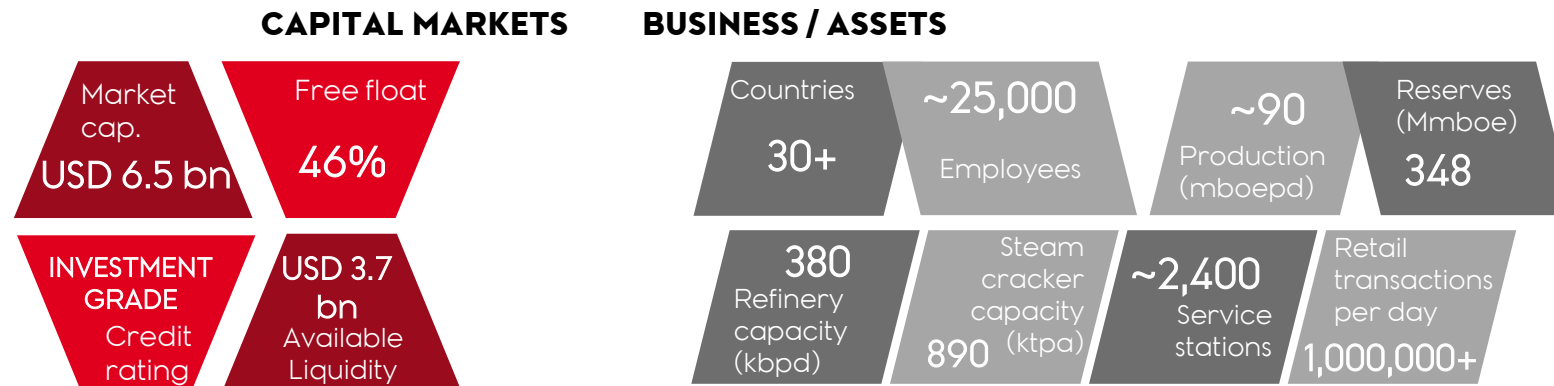 CAPITAL MARKETS
Market
cap.
USD 6.5 bn
Free float
46%
INVESTMENT
GRADE
Credit
rating
USD 3.7
bn
Available
Liquidity
BUSINESS / ASSETS
Countries
30+
~25,000
Employees
~90
Production
(mboepd)
Reserves
(Mmboe)
348
380
Refinery
capacity
(kbpd)
Steam
cracker
capacity
(ktpa)
890
~2,400
Service
stations
Retail
transactions
per day
1,000,000+